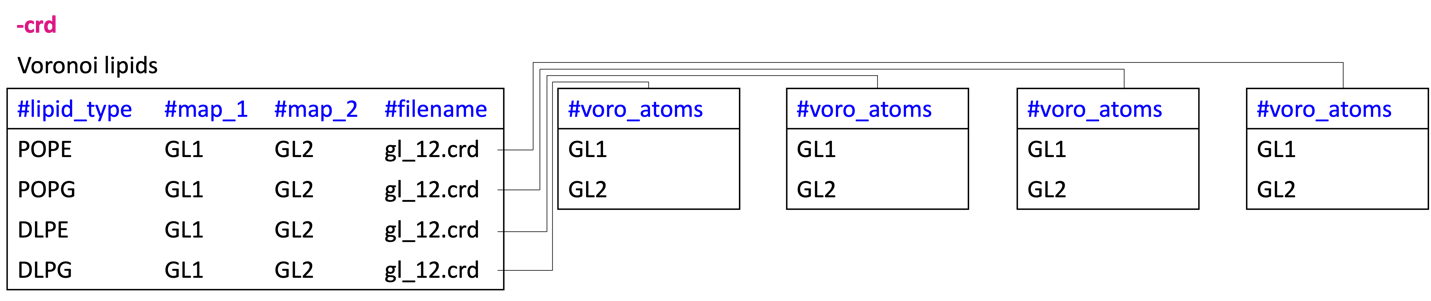 -crd
Voronoi lipids
#lipid_type #map_1 #map_2 #filename #voro_atoms #voro_atoms #voro_atoms #voro_atoms
POPE GL1 GL2 gl_12.crd GL1 GL1 GL1 GL1
POPG GL1 GL2 gl_12.crd GL2 GL2 GL2 GL2
DLPE GL1 GL2 gl_12.crd
DLPG GL1 GL2 gl_12.crd